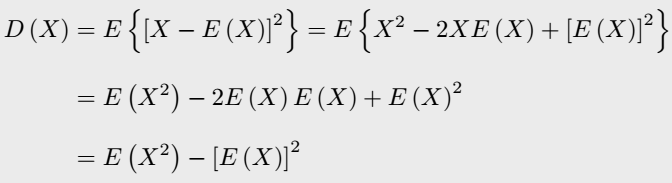 D(X) = E{[X − E(X)]²} = E{X² − 2XE(X) + [E(X)]²}
= E(X²) − 2E(X)E(X) + E(X)²
= E(X²) − [E(X)]²